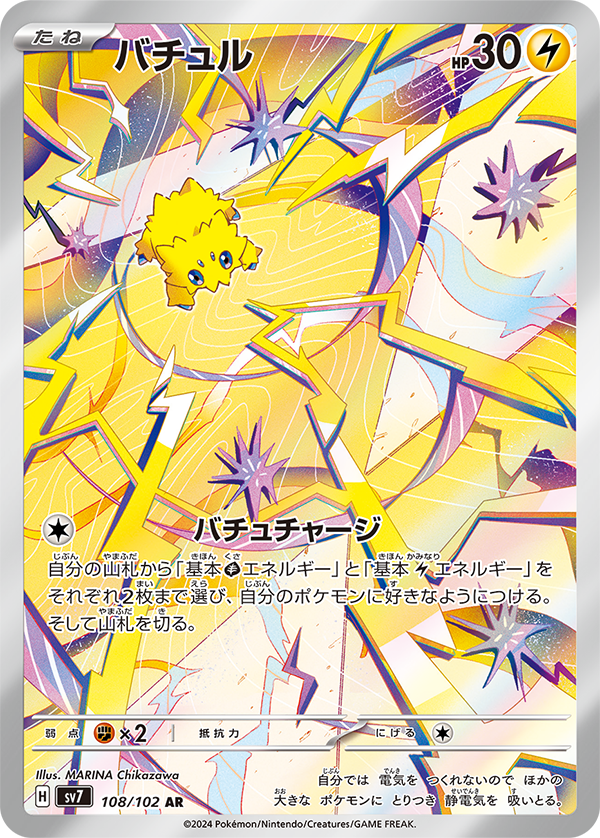 たね バチュル HP30
バチュチャージ
自分の山札から「基本エネルギー」と「基本エネルギー」を
それぞれ2枚まで選び、自分のポケモンに好きなようにつける。
そして山札を切る。
弱点 ×2 抵抗力 にげる
Illus. MARINA Chikazawa
H sv7 108/102 AR
自分では 電気を つくれないので ほかの
大きな ポケモンに とりつき 静電気を 吸いとる。
©2024 Pokémon/Nintendo/Creatures/GAME FREAK.